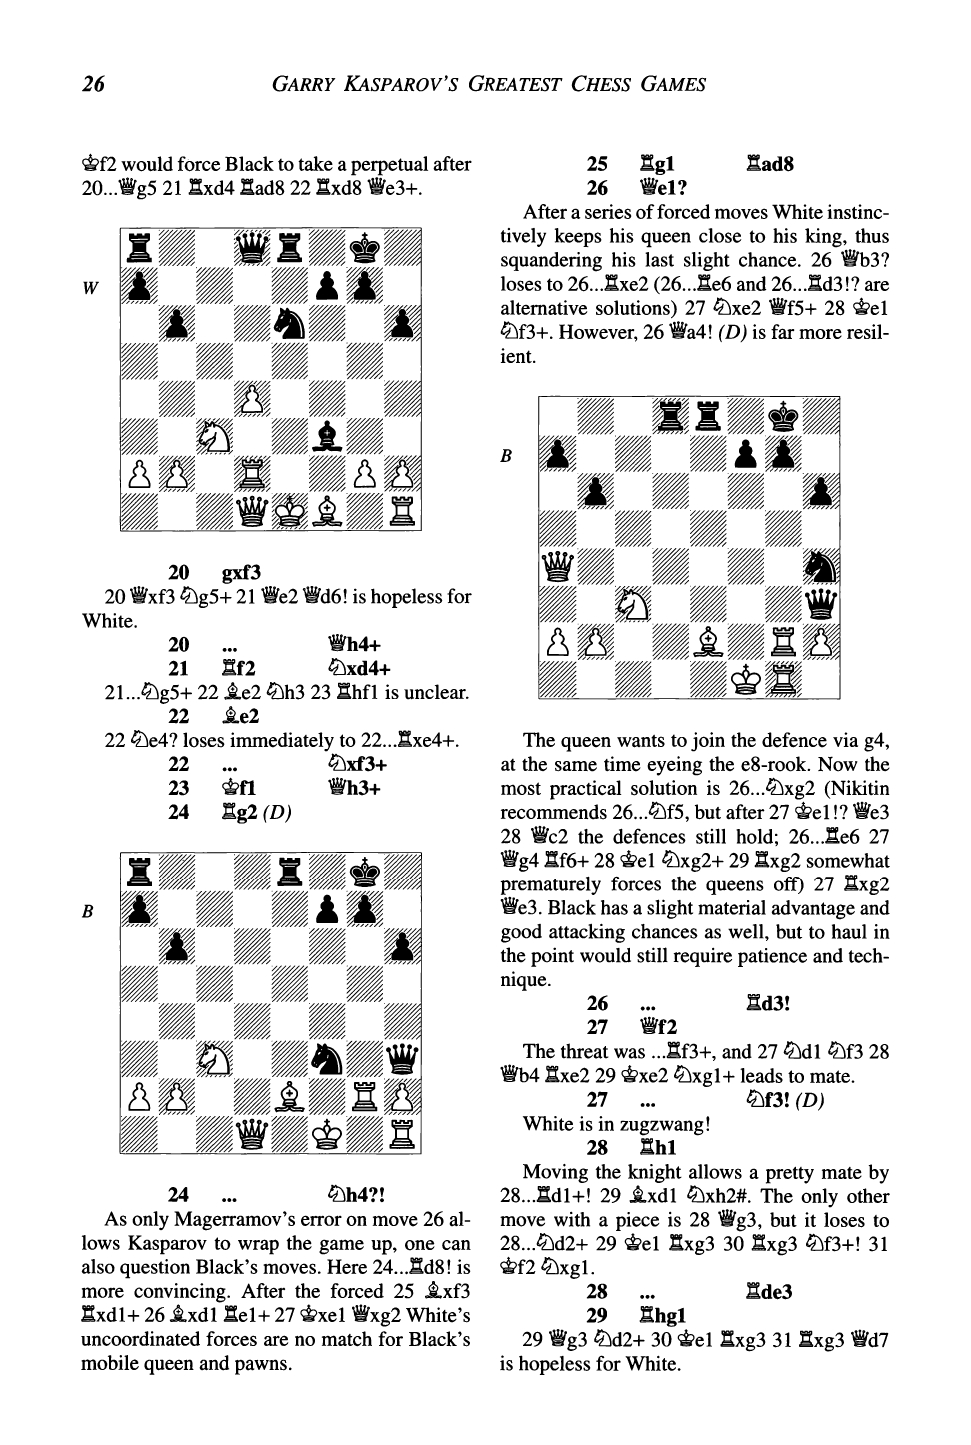 26
GARRY KASPAROV'S GREATEST CHESS GAMES
♔f2 would force Black to take a perpetual after
20...♕g5 21 ♖xd4 ♖ad8 22 ♖xd8 ♕e3+.
W
20 gxf3
20 ♕xf3 ♘g5+ 21 ♕e2 ♕d6! is hopeless for
White.
20 ... ♕h4+
21 ♖f2 ♘xd4+
21...♘g5+ 22 ♗e2 ♘h3 23 ♖hf1 is unclear.
22 ♗e2
22 ♘e4? loses immediately to 22...♖xe4+.
22 ... ♘xf3+
23 ♔f1 ♕h3+
24 ♖g2 (D)
B
24 ... ♘h4?!
As only Magerramov's error on move 26 al-
lows Kasparov to wrap the game up, one can
also question Black's moves. Here 24...♖d8! is
more convincing. After the forced 25 ♗xf3
♖xd1+ 26 ♗xd1 ♖e1+ 27 ♔xe1 ♕xg2 White's
uncoordinated forces are no match for Black's
mobile queen and pawns.
25 ♖g1 ♖ad8
26 ♕e1?
After a series of forced moves White instinc-
tively keeps his queen close to his king, thus
squandering his last slight chance. 26 ♕b3?
loses to 26...♖xe2 (26...♖e6 and 26...♖d3!? are
alternative solutions) 27 ♘xe2 ♕f5+ 28 ♔e1
♘f3+. However, 26 ♕a4! (D) is far more resil-
ient.
B
The queen wants to join the defence via g4,
at the same time eyeing the e8-rook. Now the
most practical solution is 26...♘xg2 (Nikitin
recommends 26...♘f5, but after 27 ♔e1!? ♕e3
28 ♕c2 the defences still hold; 26...♖e6 27
♕g4 ♖f6+ 28 ♔e1 ♘xg2+ 29 ♖xg2 somewhat
prematurely forces the queens off) 27 ♖xg2
♕e3. Black has a slight material advantage and
good attacking chances as well, but to haul in
the point would still require patience and tech-
nique.
26 ... ♖d3!
27 ♕f2
The threat was ...♖f3+, and 27 ♘d1 ♘f3 28
♕b4 ♖xe2 29 ♔xe2 ♘xg1+ leads to mate.
27 ... ♘f3! (D)
White is in zugzwang!
28 ♖h1
Moving the knight allows a pretty mate by
28...♖d1+! 29 ♗xd1 ♘xh2#. The only other
move with a piece is 28 ♕g3, but it loses to
28...♘d2+ 29 ♔e1 ♖xg3 30 ♖xg3 ♘f3+! 31
♔f2 ♘xg1.
28 ... ♖de3
29 ♖hg1
29 ♕g3 ♘d2+ 30 ♔e1 ♖xg3 31 ♖xg3 ♕d7
is hopeless for White.